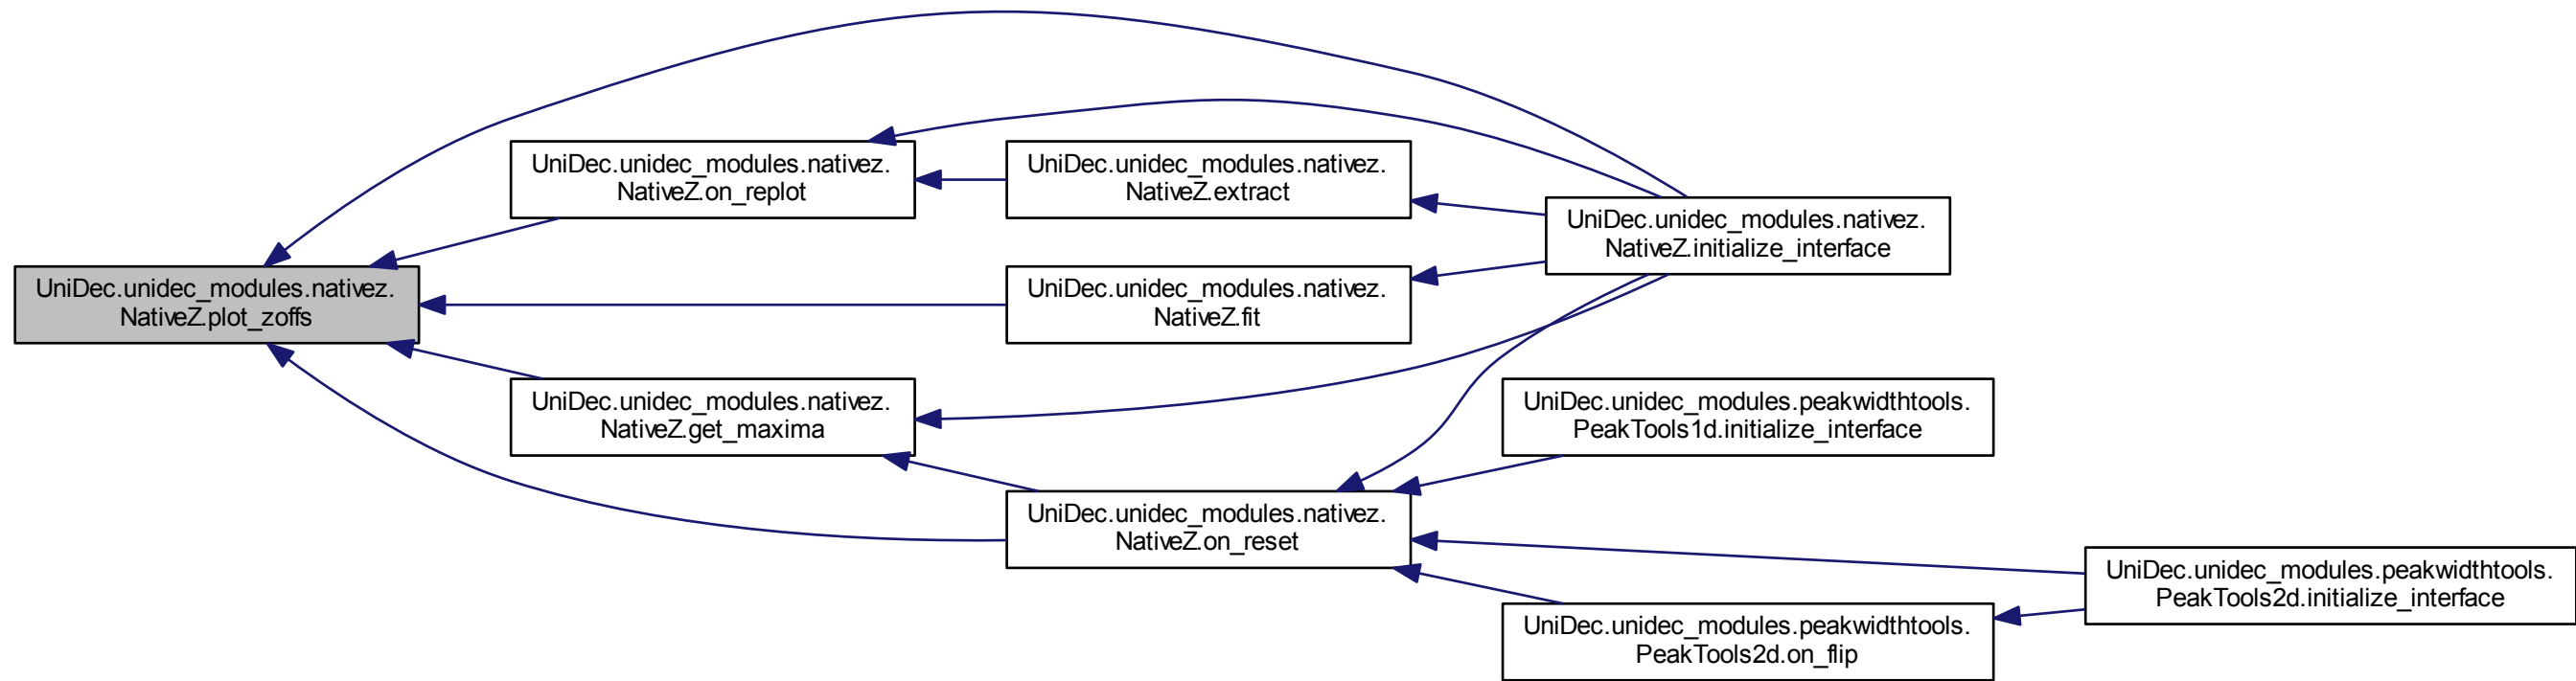 UniDec.unidec_modules.nativez.
NativeZ.plot_zoffs
UniDec.unidec_modules.nativez.
NativeZ.on_replot
UniDec.unidec_modules.nativez.
NativeZ.extract
UniDec.unidec_modules.nativez.
NativeZ.initialize_interface
UniDec.unidec_modules.nativez.
NativeZ.fit
UniDec.unidec_modules.nativez.
NativeZ.get_maxima
UniDec.unidec_modules.peakwidthtools.
PeakTools1d.initialize_interface
UniDec.unidec_modules.nativez.
NativeZ.on_reset
UniDec.unidec_modules.peakwidthtools.
PeakTools2d.initialize_interface
UniDec.unidec_modules.peakwidthtools.
PeakTools2d.on_flip